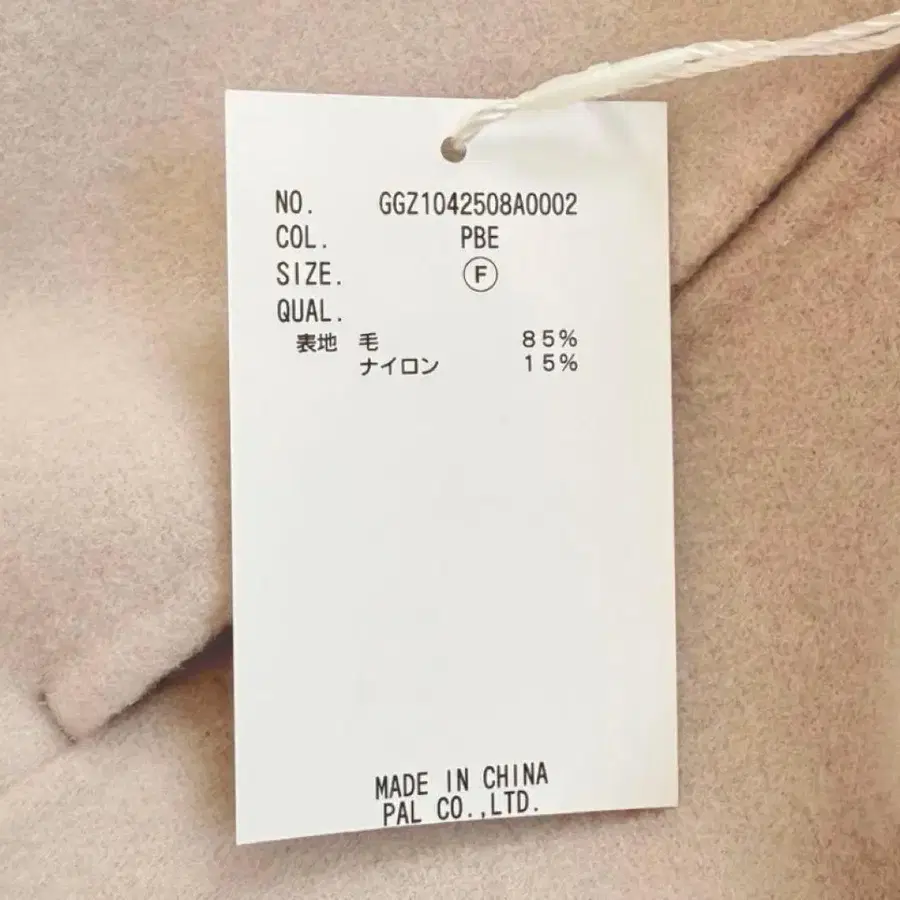 NO. GGZ1042508A0002
COL. PBE
SIZE. Ⓕ
QUAL.
表地 毛 85%
ナイロン 15%
MADE IN CHINA
PAL CO.,LTD.